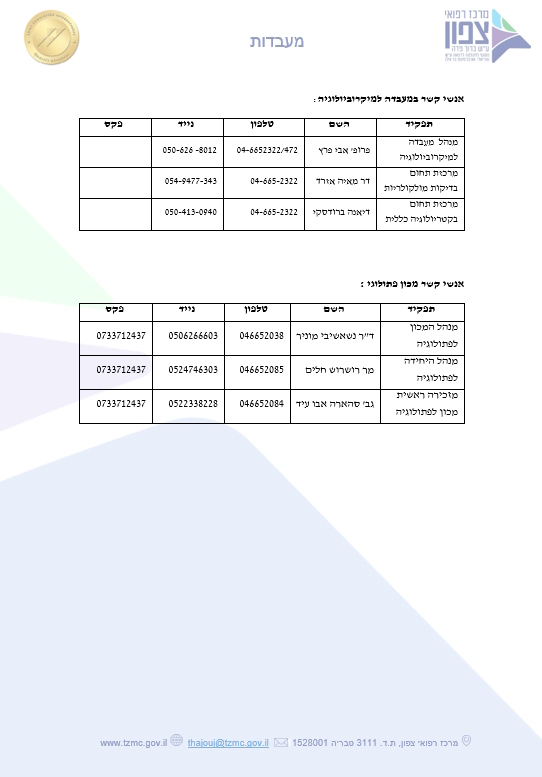 מרכז רפואי
צפון
ע״ש ברוך פדה
מעבדות
אנשי קשר במעבדה למיקרוביולוגיה:
תפקיד השם טלפון נייד פקס
מנהל מעבדה למיקרוביולוגיה פרופ׳ אבי פרץ 04-6652322/472 050-626 -8012
מרכזת תחום בדיקות מולקולריות דר מאיה אזרד 04-665-2322 054-9477-343
מרכזת תחום בקטריולוגיה כללית דיאנה ברודסקי 04-665-2322 050-413-0940
אנשי קשר מכון פתולוגי :
תפקיד השם טלפון נייד פקס
מנהל המכון לפתולוגיה ד״ר נשאשיבי מוניר 046652038 0506266603 0733712437
מנהל היחידה לפתולוגיה מר רושרוש חלים 046652085 0524746303 0733712437
מזכירה ראשית מכון לפתולוגיה גב׳ סהארה אבו עיד 046652084 0522338228 0733712437
מרכז רפואי צפון, ת.ד. 3111 טבריה 1528001 thajouj@tzmc.gov.il www.tzmc.gov.il